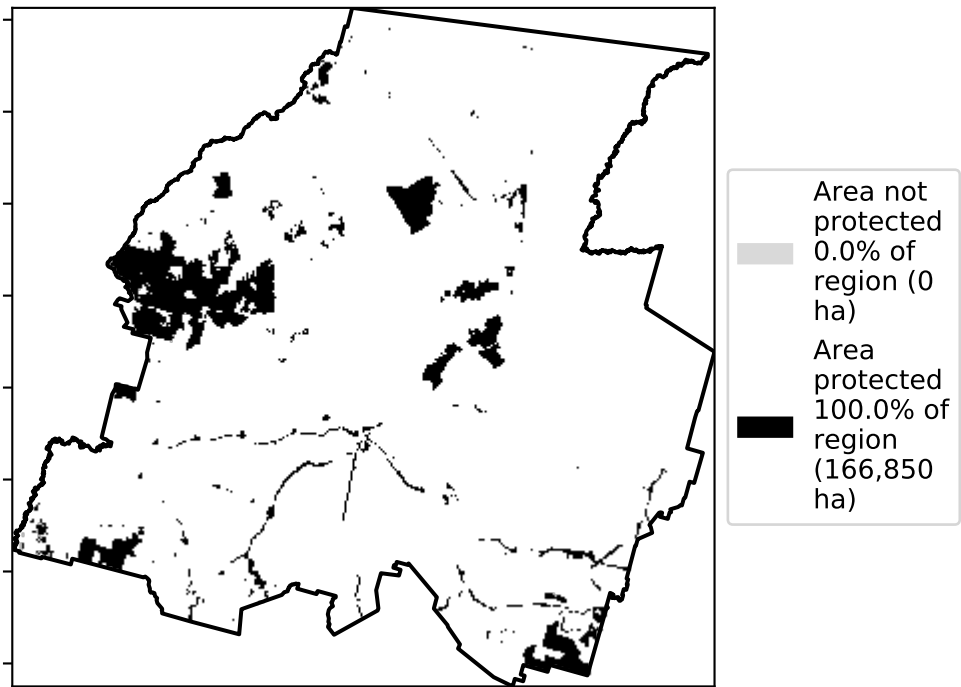 Area not
protected
0.0% of
region (0
ha)
Area
protected
100.0% of
region
(166,850
ha)